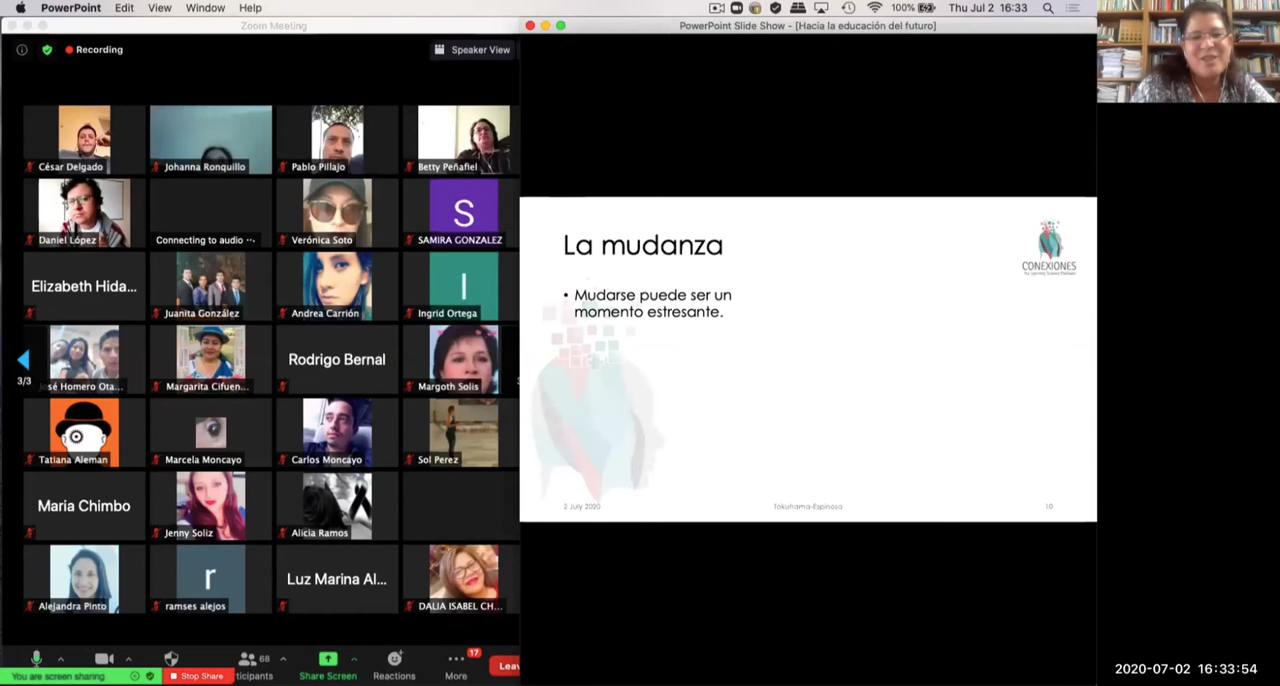 PowerPoint Edit View Window Help
100% Thu Jul 2 16:33
Zoom Meeting
PowerPoint Slide Show - [Hacia la educación del futuro]
Recording
Speaker View
César Delgado
Johanna Ronquillo
Pablo Pillajo
Betty Peñafiel
Daniel López
Connecting to audio ···
Verónica Soto
S
SAMIRA GONZALEZ
Elizabeth Hida...
Juanita González
Andrea Carrión
I
Ingrid Ortega
3/3
José Homero Ota...
Margarita Cifuen...
Rodrigo Bernal
Margoth Solis
Tatiana Aleman
Marcela Moncayo
Carlos Moncayo
Sol Perez
Maria Chimbo
Jenny Soliz
Alicia Ramos
Alejandra Pinto
r
ramses alejos
Luz Marina Al...
DALIA ISABEL CH...
La mudanza
• Mudarse puede ser un
momento estresante.
CONEXIONES
The Learning Sciences Platform
2 July 2020
Tokuhama-Espinosa
10
68
17
You are screen sharing
Stop Share
ticipants
Share Screen
Reactions
More
Leav
2020-07-02 16:33:54